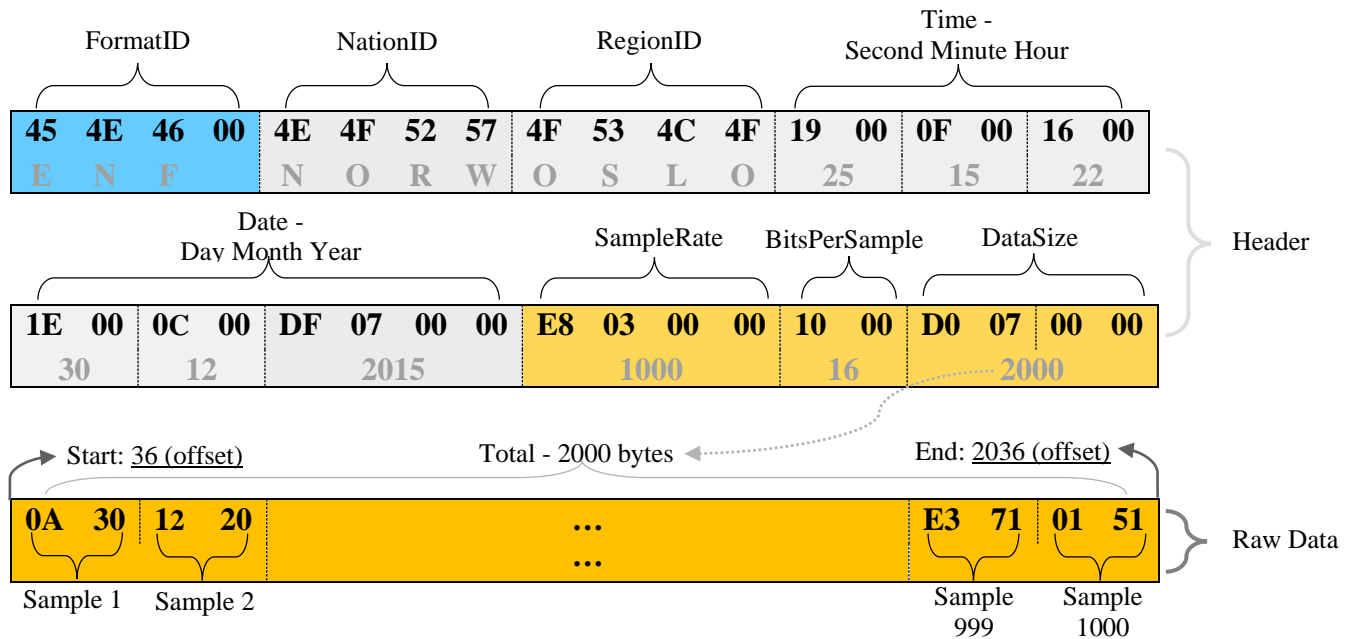 FormatID NationID RegionID Time -
Second Minute Hour
45 4E 46 00 4E 4F 52 57 4F 53 4C 4F 19 00 0F 00 16 00
E N F N O R W O S L O 25 15 22
Header
Date -
Day Month Year
SampleRate BitsPerSample DataSize
1E 00 0C 00 DF 07 00 00 E8 03 00 00 10 00 D0 07 00 00
30 12 2015 1000 16 2000
Start: 36 (offset) Total - 2000 bytes End: 2036 (offset)
0A 30 12 20 ... E3 71 01 51
...
Raw Data
Sample 1 Sample 2 Sample
999 Sample
1000